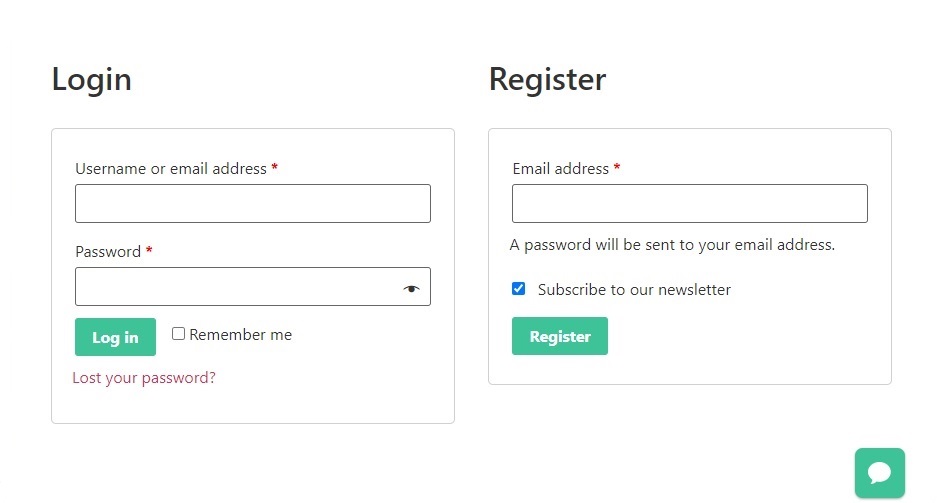 Login
Username or email address *
Password *
Log in
Remember me
Lost your password?
Register
Email address *
A password will be sent to your email address.
Subscribe to our newsletter
Register